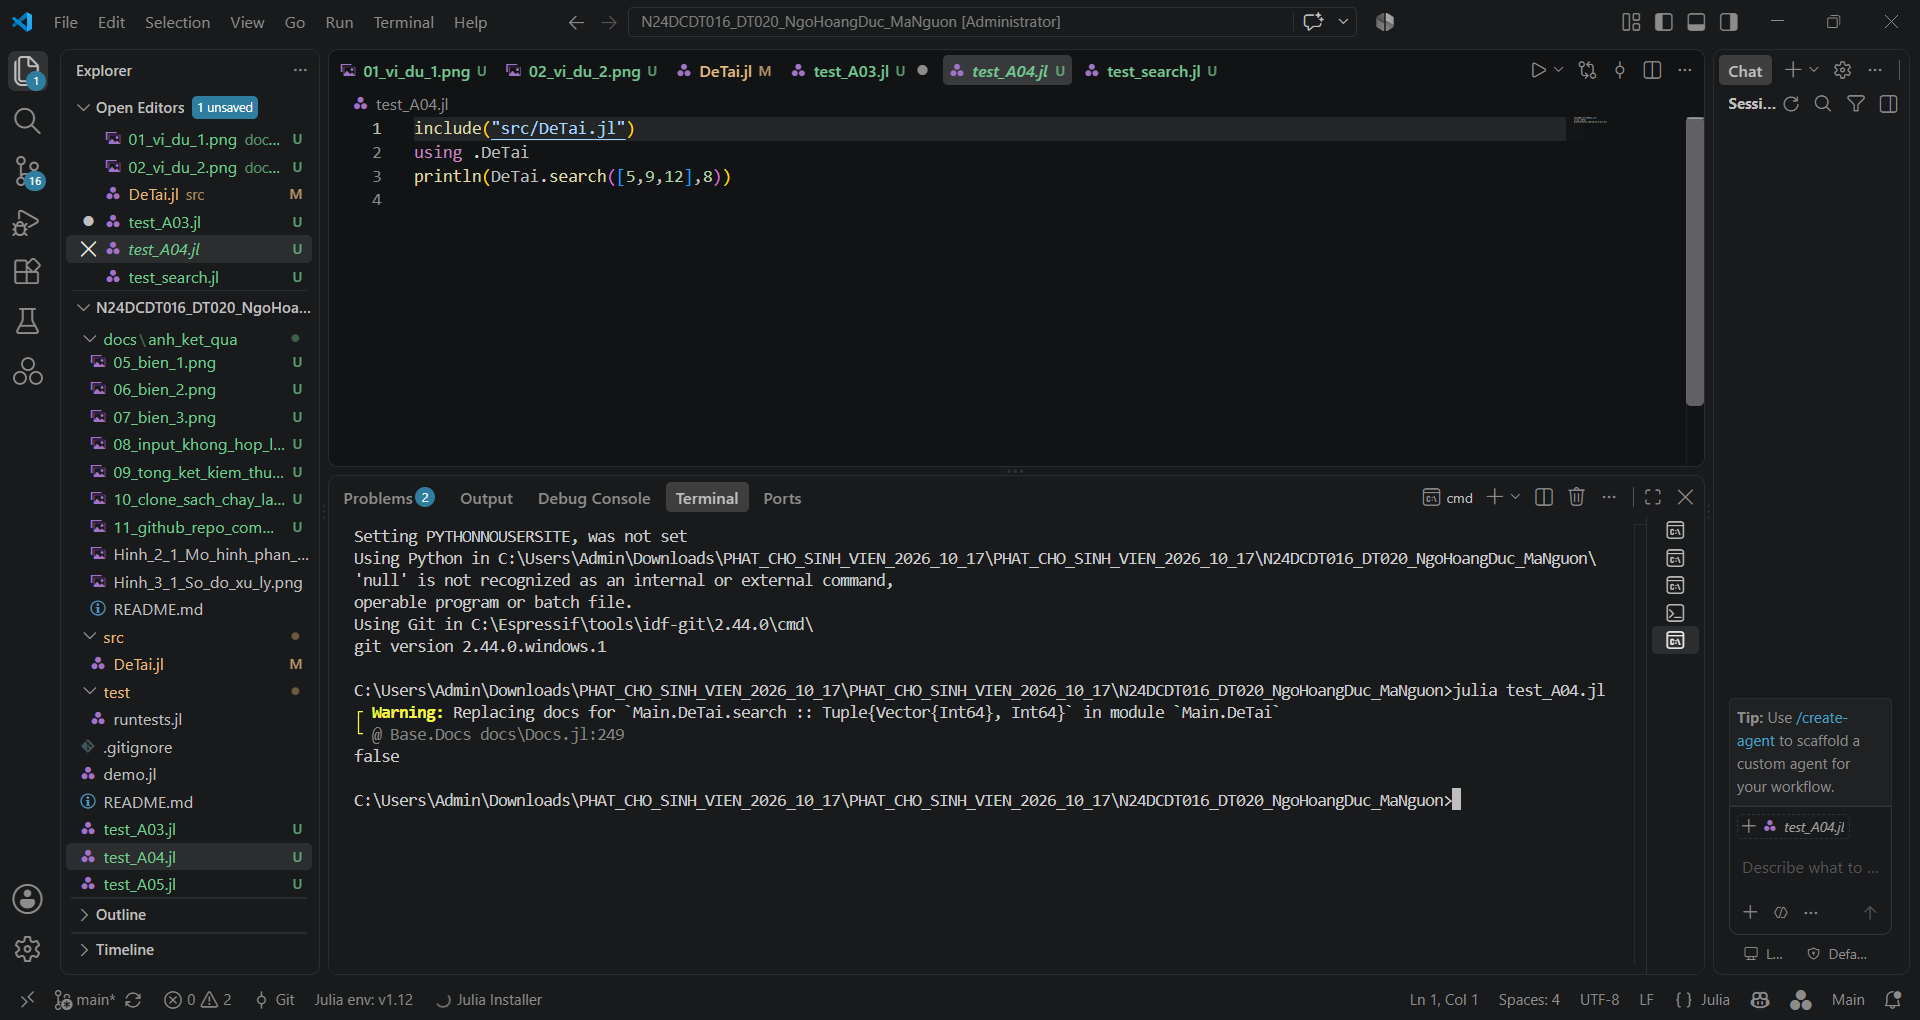 File Edit Selection View Go Run Terminal Help
N24DCDT016_DT020_NgoHoangDuc_MaNguon [Administrator]
Explorer
Open Editors 1 unsaved
01_vi_du_1.png doc... U
02_vi_du_2.png doc... U
DeTai.jl src M
test_A03.jl U
test_A04.jl U
test_search.jl U
N24DCDT016_DT020_NgoHoa...
docs\anh_ket_qua
05_bien_1.png U
06_bien_2.png U
07_bien_3.png U
08_input_khong_hop_l... U
09_tong_ket_kiem_thu... U
10_clone_sach_chay_la... U
11_github_repo_com... U
Hinh_2_1_Mo_hinh_phan_...
Hinh_3_1_So_do_xu_ly.png
README.md
src
DeTai.jl M
test
runtests.jl
.gitignore
demo.jl
README.md
test_A03.jl U
test_A04.jl U
test_A05.jl U
Outline
Timeline
1
16
01_vi_du_1.png U 02_vi_du_2.png U DeTai.jl M test_A03.jl U test_A04.jl U test_search.jl U
test_A04.jl
1 include("src/DeTai.jl")
2 using .DeTai
3 println(DeTai.search([5,9,12],8))
4
Problems 2 Output Debug Console Terminal Ports
cmd
Setting PYTHONNOUSERSITE, was not set
Using Python in C:\Users\Admin\Downloads\PHAT_CHO_SINH_VIEN_2026_10_17\PHAT_CHO_SINH_VIEN_2026_10_17\N24DCDT016_DT020_NgoHoangDuc_MaNguon\
'null' is not recognized as an internal or external command,
operable program or batch file.
Using Git in C:\Espressif\tools\idf-git\2.44.0\cmd\
git version 2.44.0.windows.1
C:\Users\Admin\Downloads\PHAT_CHO_SINH_VIEN_2026_10_17\PHAT_CHO_SINH_VIEN_2026_10_17\N24DCDT016_DT020_NgoHoangDuc_MaNguon>julia test_A04.jl
Warning: Replacing docs for `Main.DeTai.search :: Tuple{Vector{Int64}, Int64}` in module `Main.DeTai`
@ Base.Docs docs\Docs.jl:249
false
C:\Users\Admin\Downloads\PHAT_CHO_SINH_VIEN_2026_10_17\PHAT_CHO_SINH_VIEN_2026_10_17\N24DCDT016_DT020_NgoHoangDuc_MaNguon>
Chat
Sessi...
Tip: Use /create-
agent to scaffold a
custom agent for
your workflow.
test_A04.jl
Describe what to ...
L... Defa...
main* 0 2 Git Julia env: v1.12 Julia Installer
Ln 1, Col 1 Spaces: 4 UTF-8 LF { } Julia Main